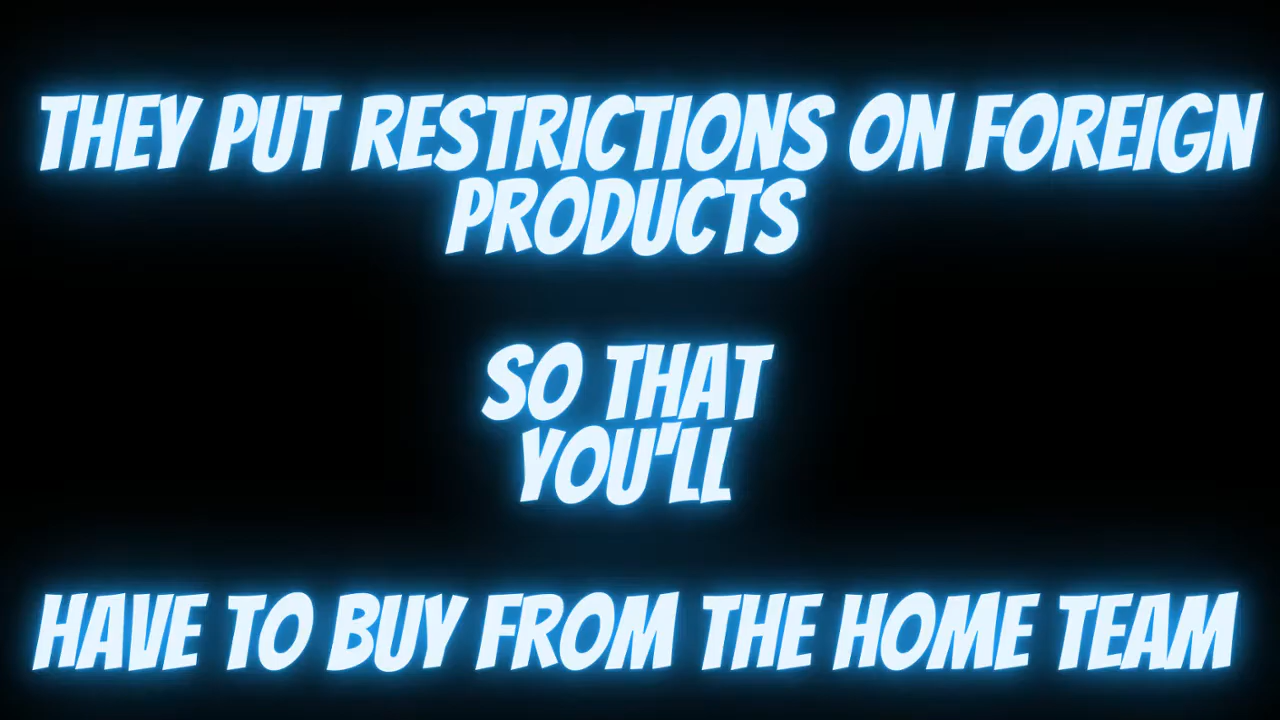 THEY PUT RESTRICTIONS ON FOREIGN
PRODUCTS
SO THAT
YOU'LL
HAVE TO BUY FROM THE HOME TEAM